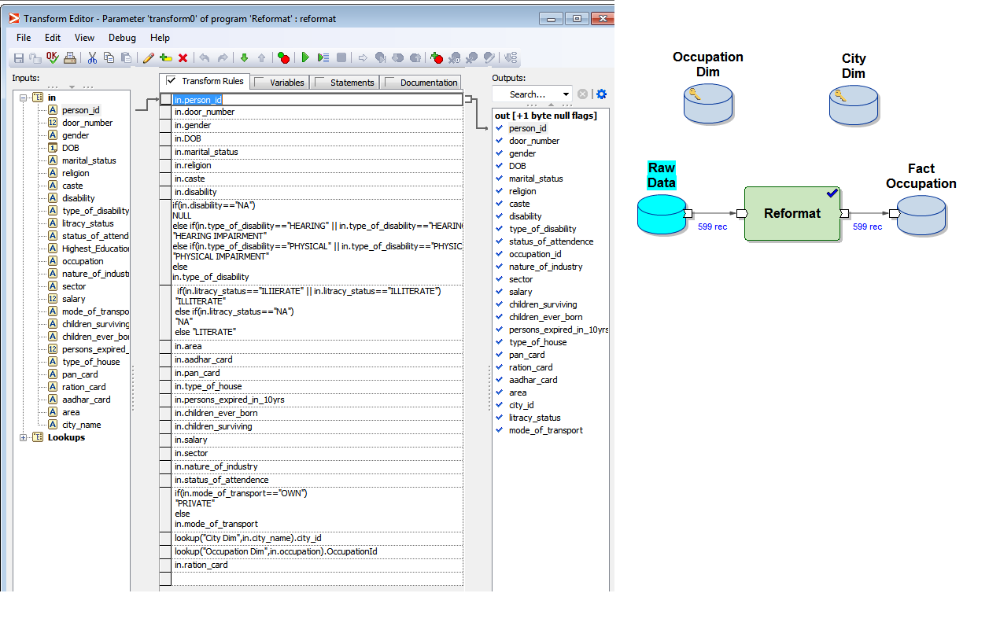 Transform Editor - Parameter 'transform0' of program 'Reformat' : reformat
File Edit View Debug Help
Inputs:
in
person_id
door_number
gender
DOB
marital_status
religion
caste
disability
type_of_disability
litracy_status
status_of_attend
Highest_Education
occupation
nature_of_industr
sector
salary
mode_of_transpo
children_surviving
children_ever_bor
persons_expired_
type_of_house
pan_card
ration_card
aadhar_card
area
city_name
Lookups
Transform Rules Variables Statements Documentation
in.person_id
in.door_number
in.gender
in.DOB
in.marital_status
in.religion
in.caste
in.disability
if(in.disability=="NA")
NULL
else if(in.type_of_disability=="HEARING" || in.type_of_disability=="HEARING
"HEARING IMPAIRMENT"
else if(in.type_of_disability=="PHYSICAL" || in.type_of_disability=="PHYSIC
"PHYSICAL IMPAIRMENT"
else
in.type_of_disability
if(in.litracy_status=="ILIIERATE" || in.litracy_status=="ILLITERATE")
"ILLITERATE"
else if(in.litracy_status=="NA")
"NA"
else "LITERATE"
in.area
in.aadhar_card
in.pan_card
in.type_of_house
in.persons_expired_in_10yrs
in.children_ever_born
in.children_surviving
in.salary
in.sector
in.nature_of_industry
in.status_of_attendence
if(in.mode_of_transport=="OWN")
"PRIVATE"
else
in.mode_of_transport
lookup("City Dim",in.city_name).city_id
lookup("Occupation Dim",in.occupation).OccupationId
in.ration_card
Outputs:
Search...
out [+1 byte null flags]
person_id
door_number
gender
DOB
marital_status
religion
caste
disability
type_of_disability
status_of_attendence
occupation_id
nature_of_industry
sector
salary
children_surviving
children_ever_born
persons_expired_in_10yrs
type_of_house
pan_card
ration_card
aadhar_card
area
city_id
litracy_status
mode_of_transport
Occupation
Dim
City
Dim
Raw
Data
599 rec
Reformat
599 rec
Fact
Occupation